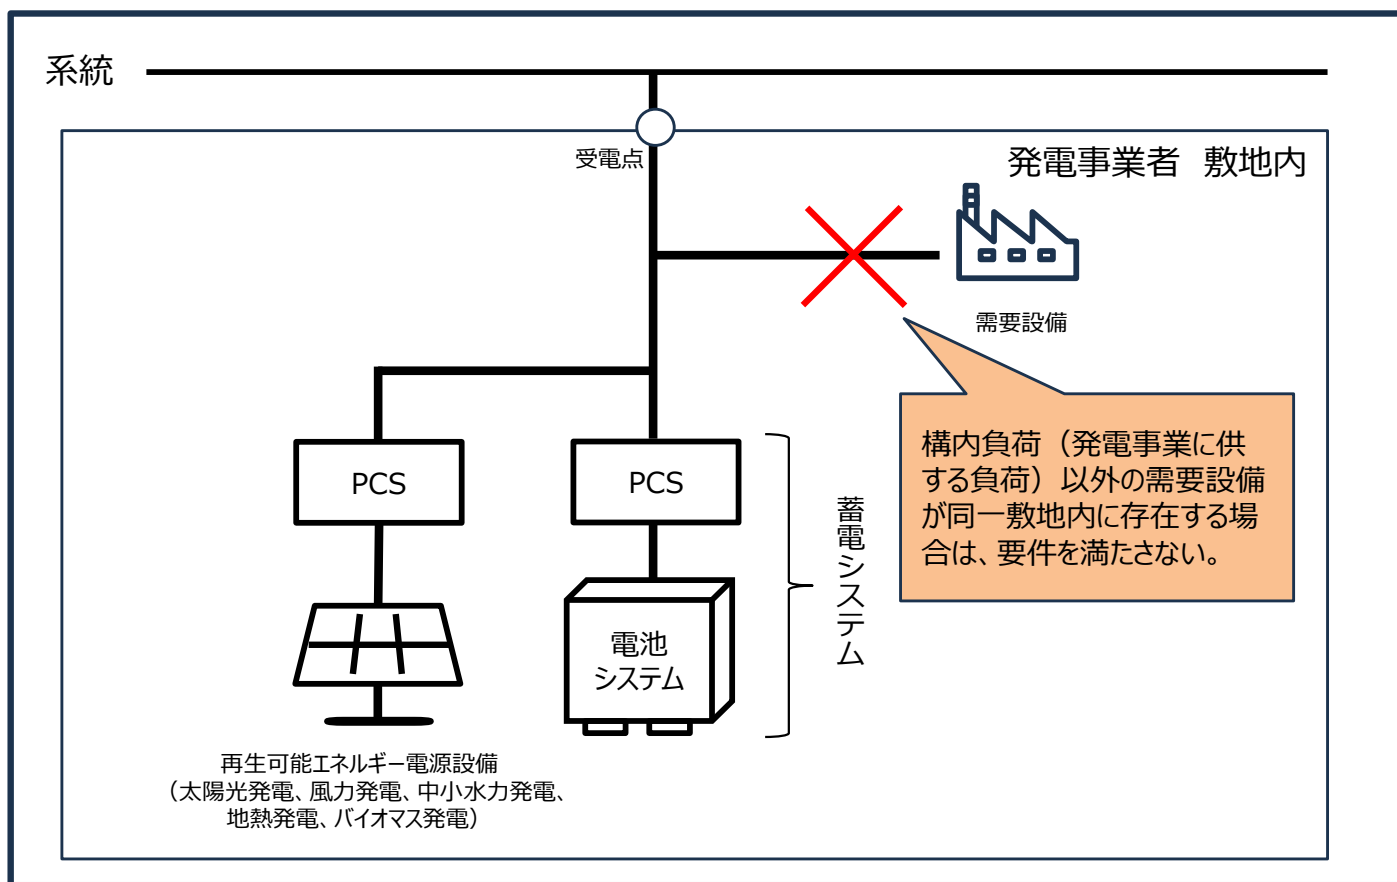 系統
受電点
発電事業者 敷地内
需要設備
構内負荷（発電事業に供
する負荷）以外の需要設備
が同一敷地内に存在する場
合は、要件を満たさない。
PCS
PCS
蓄電システム
電池
システム
再生可能エネルギー電源設備
（太陽光発電、風力発電、中小水力発電、
地熱発電、バイオマス発電）